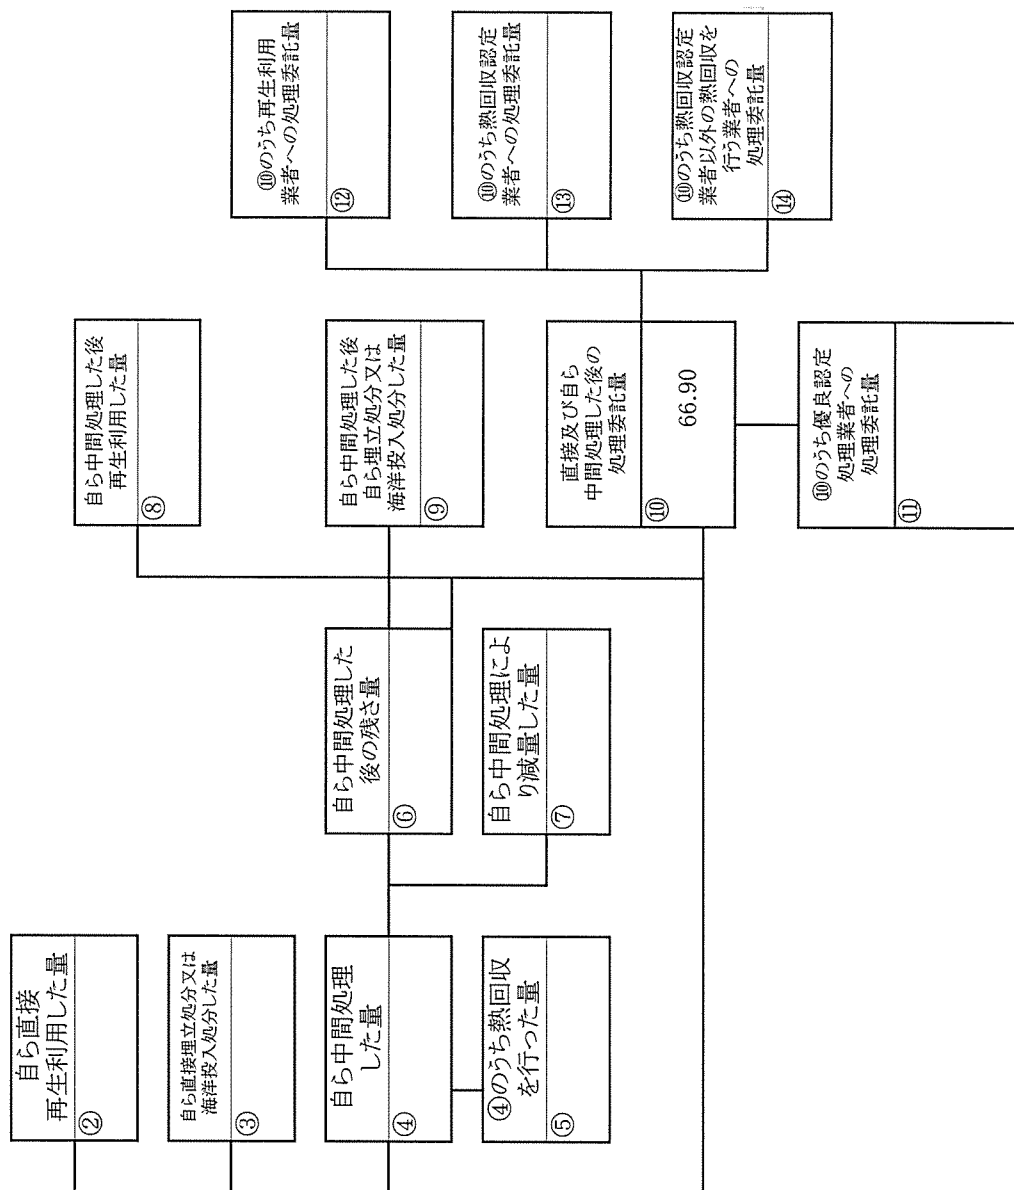 自ら直接
再生利用した量
②
自ら直接埋立処分又は
海洋投入処分した量
③
自ら中間処理
した量
④
④のうち熱回収
を行った量
⑤
自ら中間処理した
後の残さ量
⑥
自ら中間処理によ
り減量した量
⑦
自ら中間処理した後
再生利用した量
⑧
自ら中間処理した後
自ら埋立処分又は
海洋投入処分した量
⑨
直接及び自ら
中間処理した後の
処理委託量
⑩
66.90
⑩のうち優良認定
処理業者への
処理委託量
⑪
⑩のうち再生利用
業者への処理委託量
⑫
⑩のうち熱回収認定
業者への処理委託量
⑬
⑩のうち熱回収認定
業者以外の熱回収を
行う業者への
処理委託量
⑭